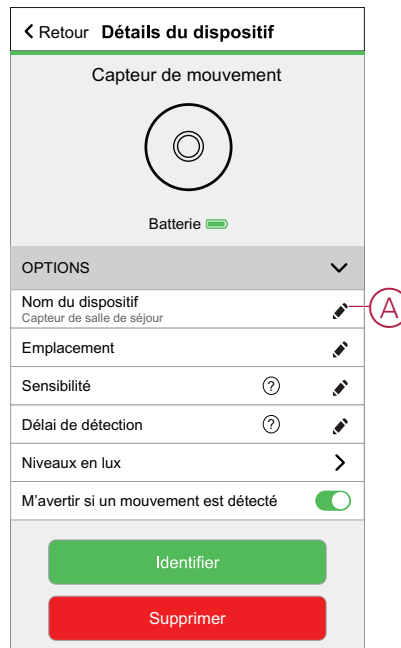 Retour Détails du dispositif
Capteur de mouvement
Batterie
OPTIONS
Nom du dispositif
Capteur de salle de séjour
A
Emplacement
Sensibilité ?
Délai de détection ?
Niveaux en lux
M'avertir si un mouvement est détecté
Identifier
Supprimer